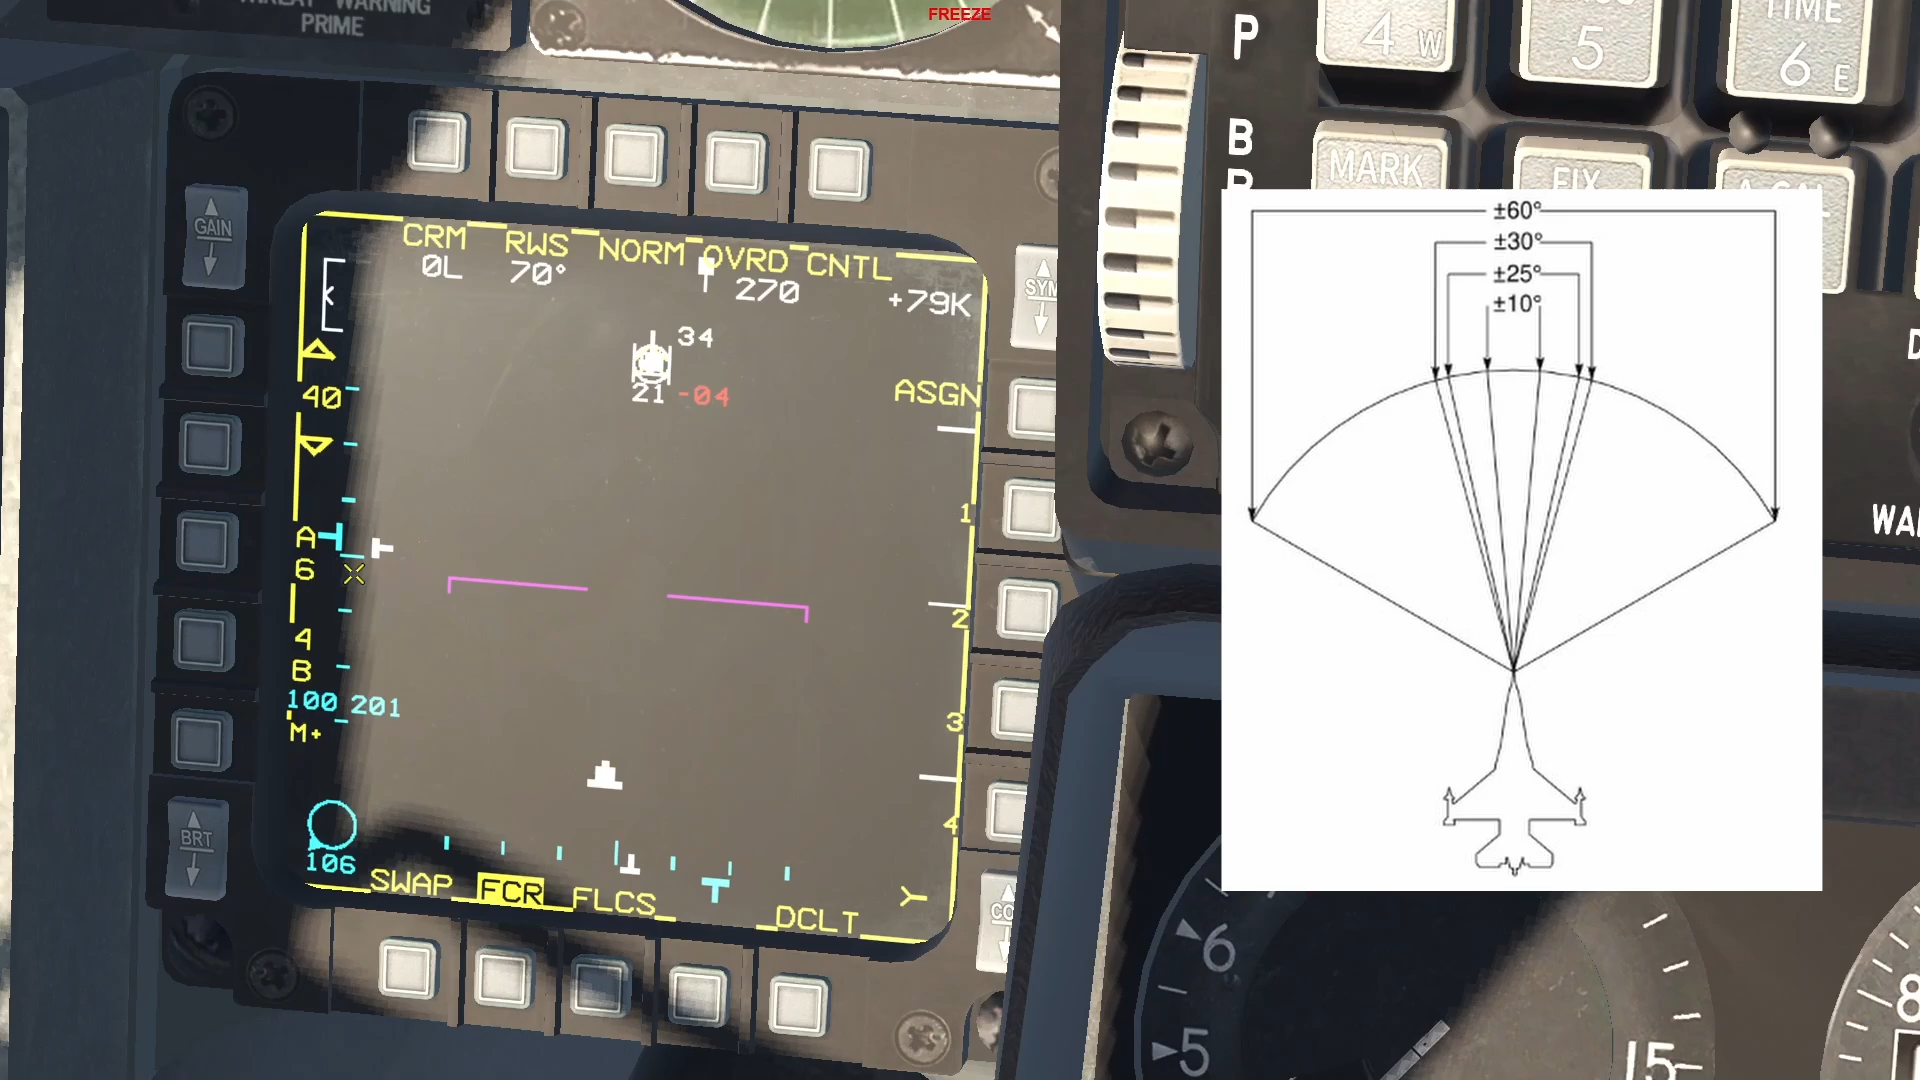 THREAT WARNING
PRIME
FREEZE
P
4 W
5
TIME
6 E
B
MARK
FIX
GAIN
SYM
CRM RWS NORM OVRD CNTL
0L 70° 270 +79K
34
40
21 -04
ASGN
A
6
1
2
4
B
100 201
M+
3
4
106
SWAP FCR FLCS DCLT
BRT
±60°
±30°
±25°
±10°
6
5
15
8